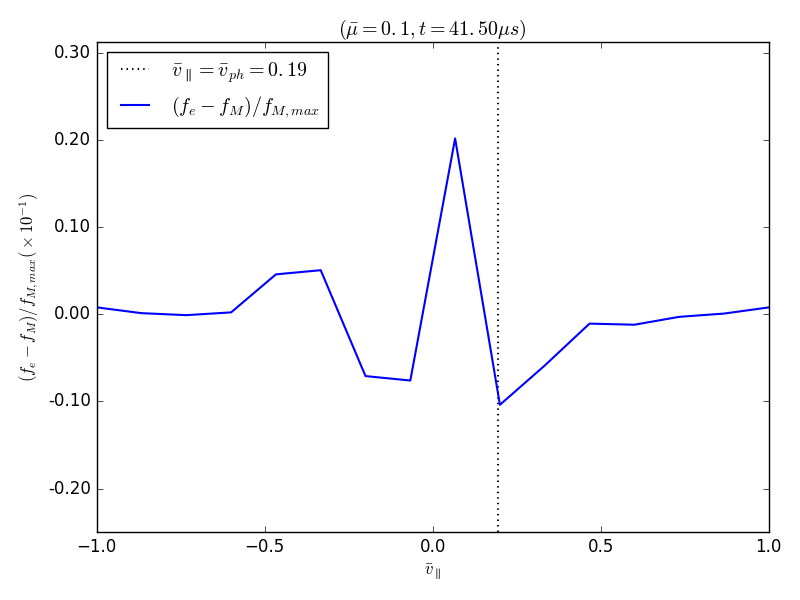 (μ̄ = 0.1, t = 41.50μs)
v̄∥ = v̄ph = 0.19
(fe − fM)/fM,max
0.30
0.20
0.10
0.00
-0.10
-0.20
(fe − fM)/fM,max(×10⁻¹)
−1.0 −0.5 0.0 0.5 1.0
v̄∥